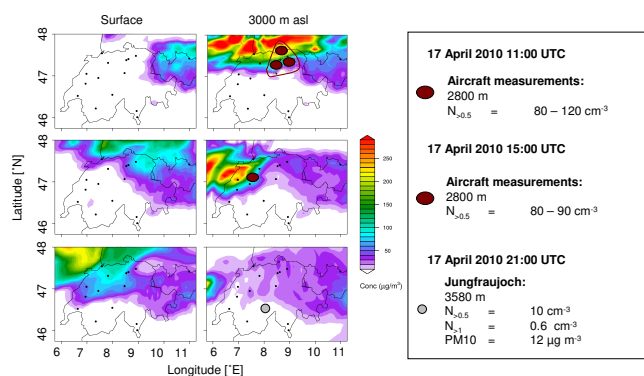 Surface
3000 m asl
48
47
46
48
47
46
48
47
46
Latitude [˚N]
6 7 8 9 10 11
6 7 8 9 10 11
Longitude [˚E]
250
150
50
Conc (µg/m³)
17 April 2010 11:00 UTC
Aircraft measurements:
2800 m
N>0.5 = 80 – 120 cm-3
17 April 2010 15:00 UTC
Aircraft measurements:
2800 m
N>0.5 = 80 – 90 cm-3
17 April 2010 21:00 UTC
Jungfraujoch:
3580 m
N>0.5 = 10 cm-3
N>1 = 0.6 cm-3
PM10 = 12 µg m-3